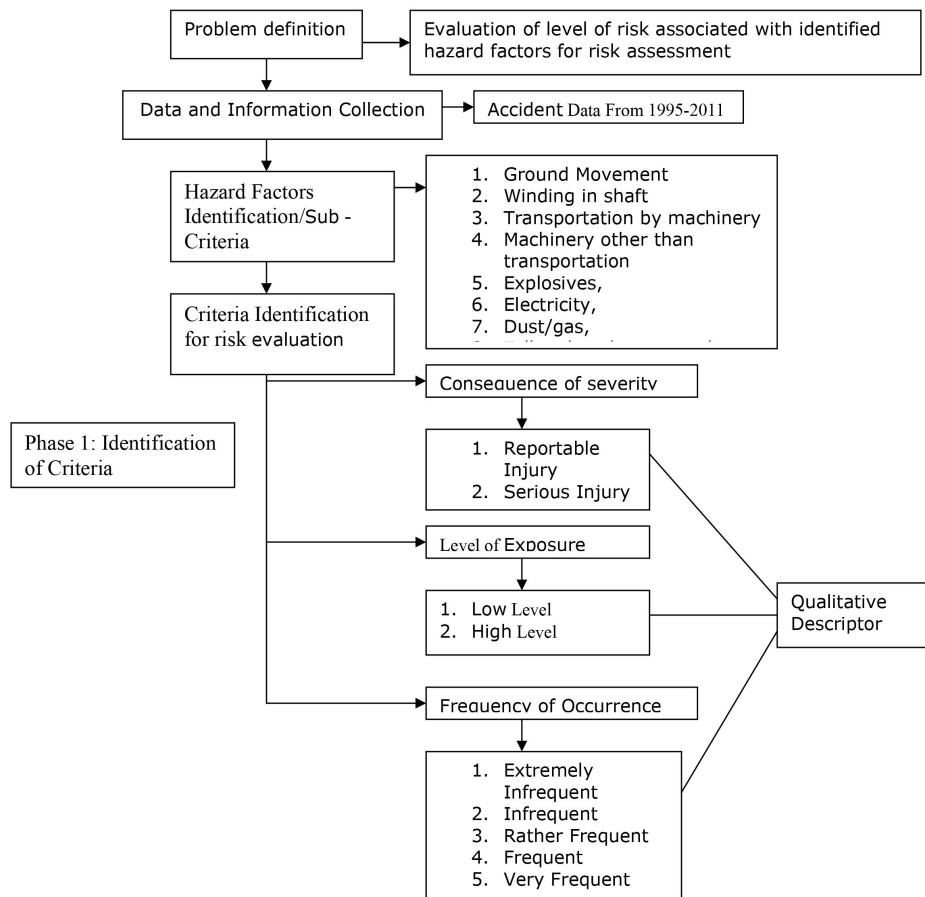 Problem definition
Evaluation of level of risk associated with identified
hazard factors for risk assessment
Data and Information Collection
Accident Data From 1995-2011
Hazard Factors
Identification/Sub -
Criteria
1. Ground Movement
2. Winding in shaft
3. Transportation by machinery
4. Machinery other than
transportation
5. Explosives,
6. Electricity,
7. Dust/gas,
Criteria Identification
for risk evaluation
Consequence of severity
Phase 1: Identification
of Criteria
1. Reportable
Injury
2. Serious Injury
Level of Exposure
1. Low Level
2. High Level
Qualitative
Descriptor
Frequency of Occurrence
1. Extremely
Infrequent
2. Infrequent
3. Rather Frequent
4. Frequent
5. Very Frequent